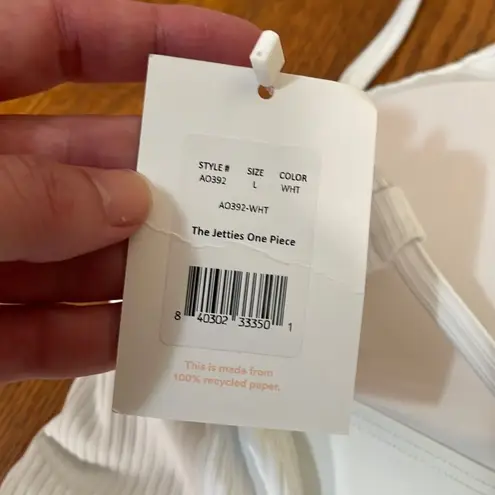 STYLE # SIZE COLOR
AO392 L WHT
AO392-WHT
The Jetties One Piece
8 40302 33350 1
This is made from
100% recycled paper.